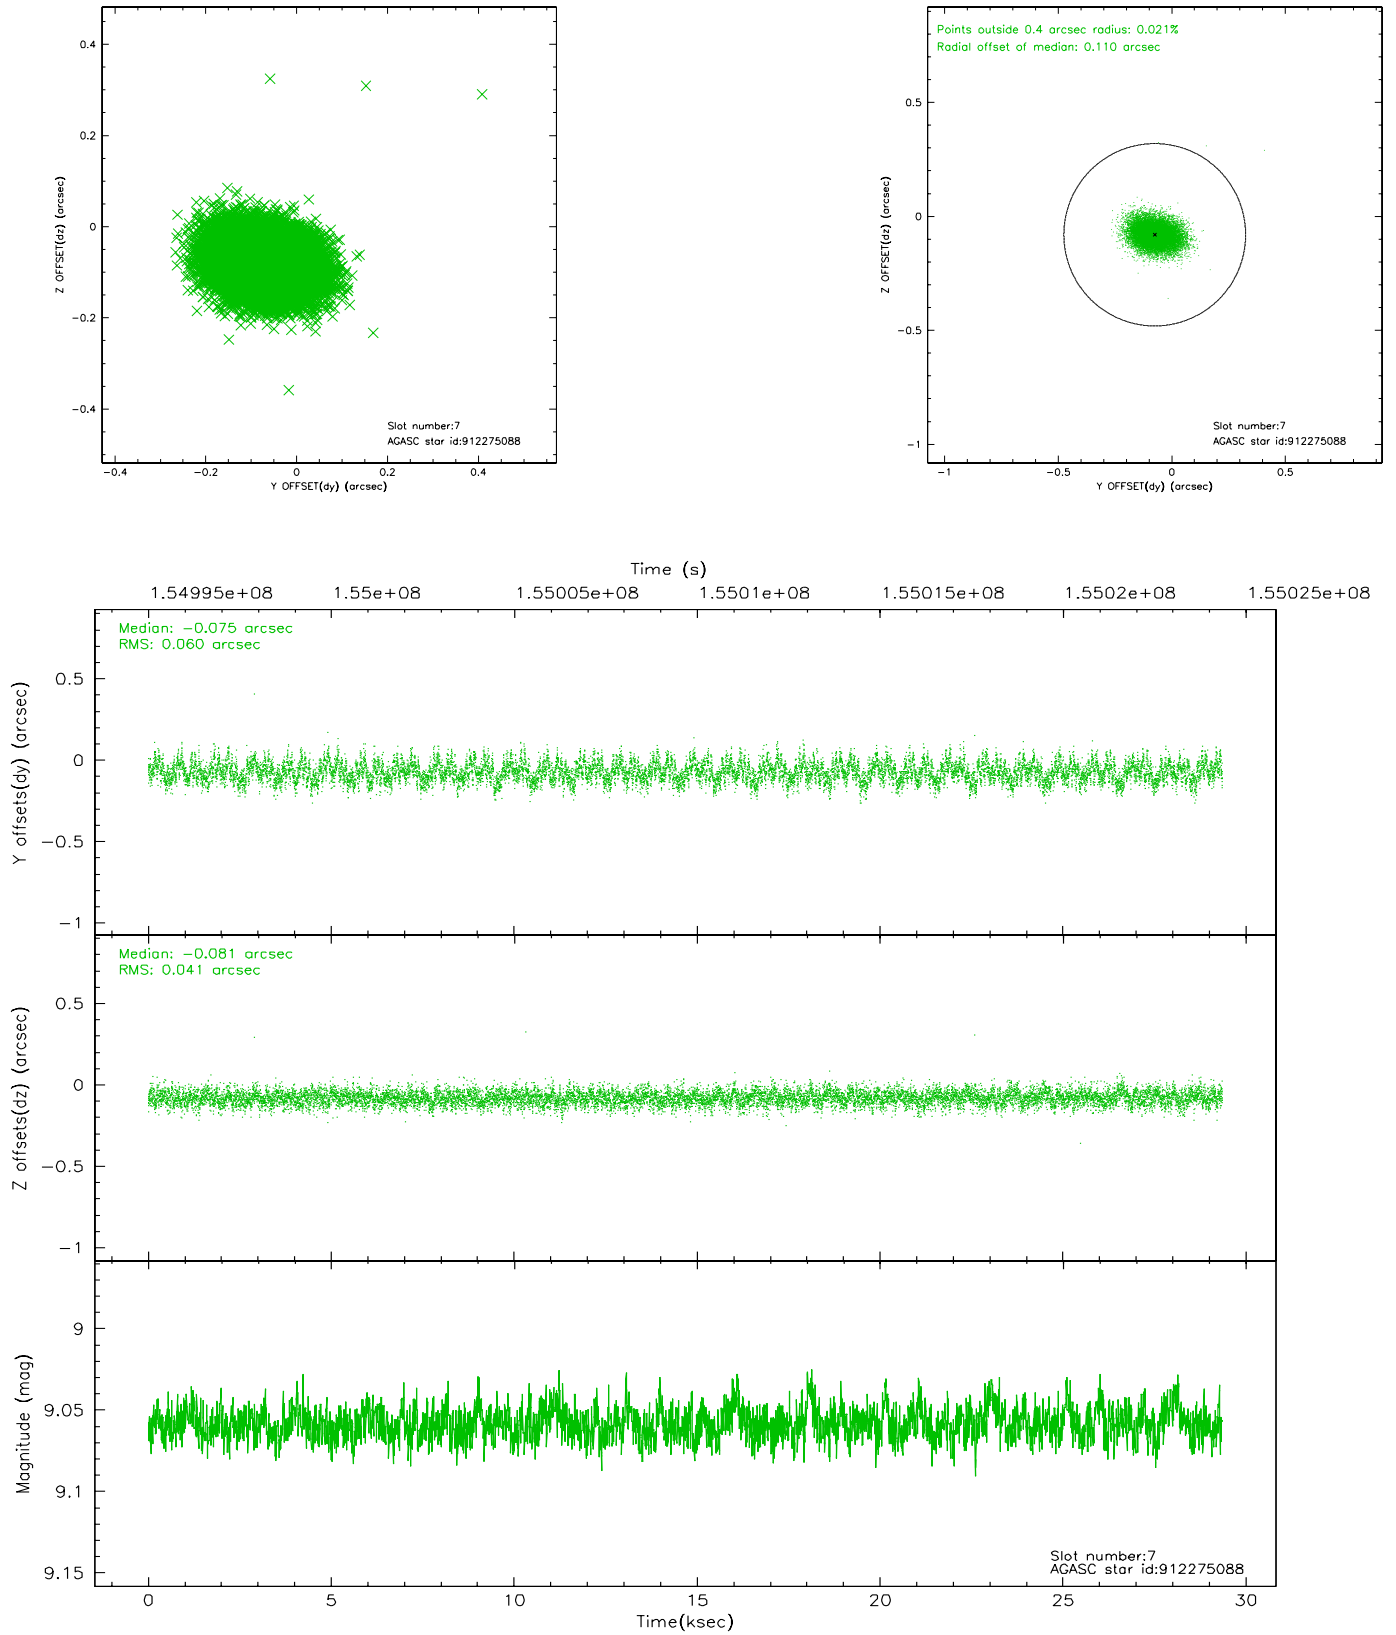 0.4
0.2
0
−0.2
−0.4
Z OFFSET(dz) (arcsec)
Slot number:7
AGASC star id:912275088
−0.4 −0.2 0 0.2 0.4
Y OFFSET(dy) (arcsec)
Points outside 0.4 arcsec radius: 0.021%
Radial offset of median: 0.110 arcsec
0.5
0
−0.5
−1
Z OFFSET(dz) (arcsec)
Slot number:7
AGASC star id:912275088
−1 −0.5 0 0.5
Y OFFSET(dy) (arcsec)
Time (s)
1.54995e+08 1.55e+08 1.55005e+08 1.5501e+08 1.55015e+08 1.5502e+08 1.55025e+08
Median: −0.075 arcsec
RMS: 0.060 arcsec
0.5
0
−0.5
−1
Y offsets(dy) (arcsec)
Median: −0.081 arcsec
RMS: 0.041 arcsec
0.5
0
−0.5
−1
Z offsets(dz) (arcsec)
9
9.05
9.1
9.15
Magnitude (mag)
Slot number:7
AGASC star id:912275088
0 5 10 15 20 25 30
Time(ksec)